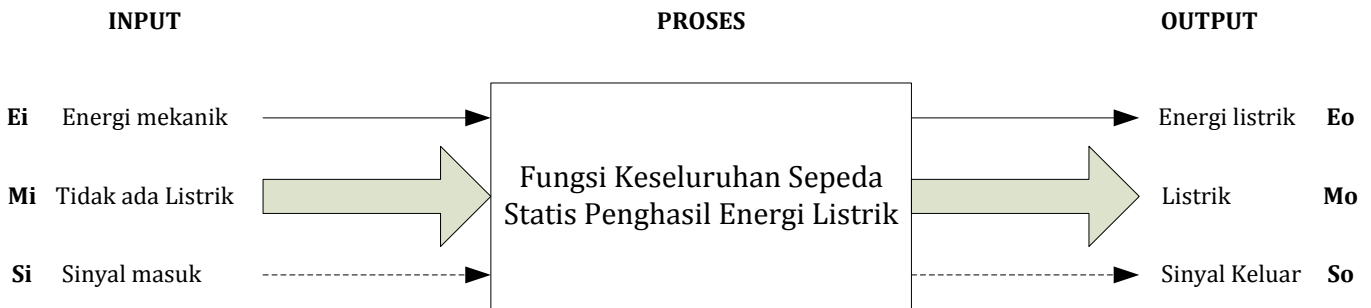 INPUT PROSES OUTPUT
Ei Energi mekanik Energi listrik Eo
Mi Tidak ada Listrik Fungsi Keseluruhan Sepeda Listrik Mo
Statis Penghasil Energi Listrik
Si Sinyal masuk Sinyal Keluar So